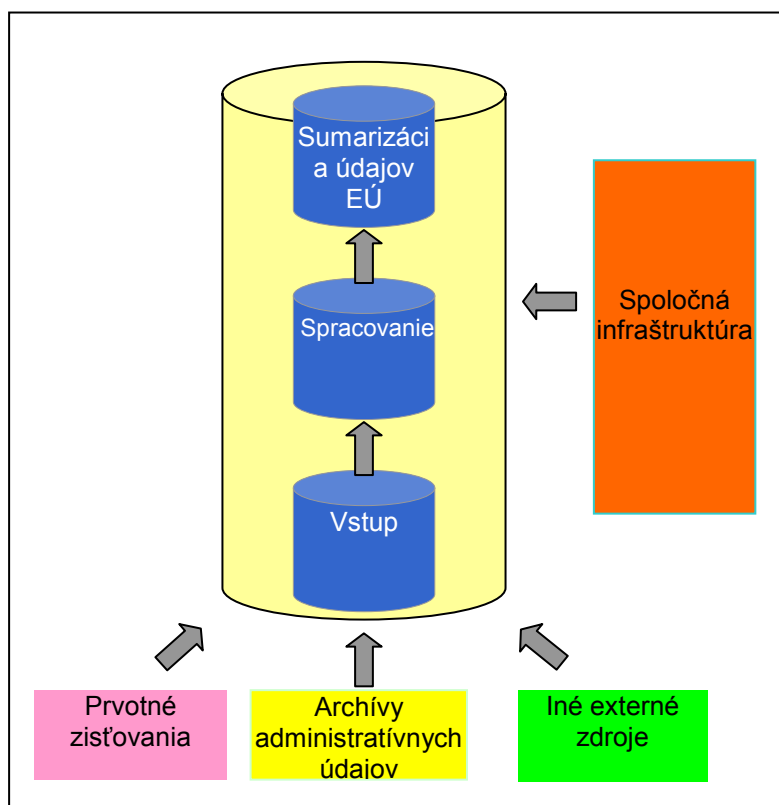 Sumarizáci
a údajov
EÚ
Spracovanie
Vstup
Spoločná
infraštruktúra
Prvotné
zisťovania
Archívy
administratívnych
údajov
Iné externé
zdroje